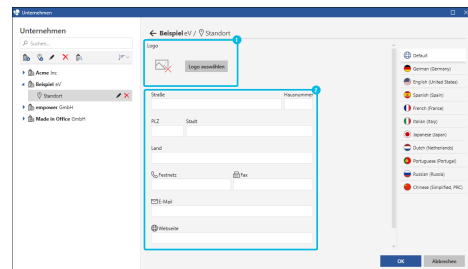 Unternehmen
Unternehmen
Suchen...
Acme Inc
Beispiel eV
Standort
empower GmbH
Made in Office GmbH
Beispiel eV / Standort
1
Logo
Logo auswählen
2
Straße Hausnummer
PLZ Stadt
Land
Festnetz Fax
E-Mail
Webseite
Default
German (Germany)
English (United States)
Spanish (Spain)
French (France)
Italian (Italy)
Japanese (Japan)
Dutch (Netherlands)
Portuguese (Portugal)
Russian (Russia)
Chinese (Simplified, PRC)
OK Abbrechen